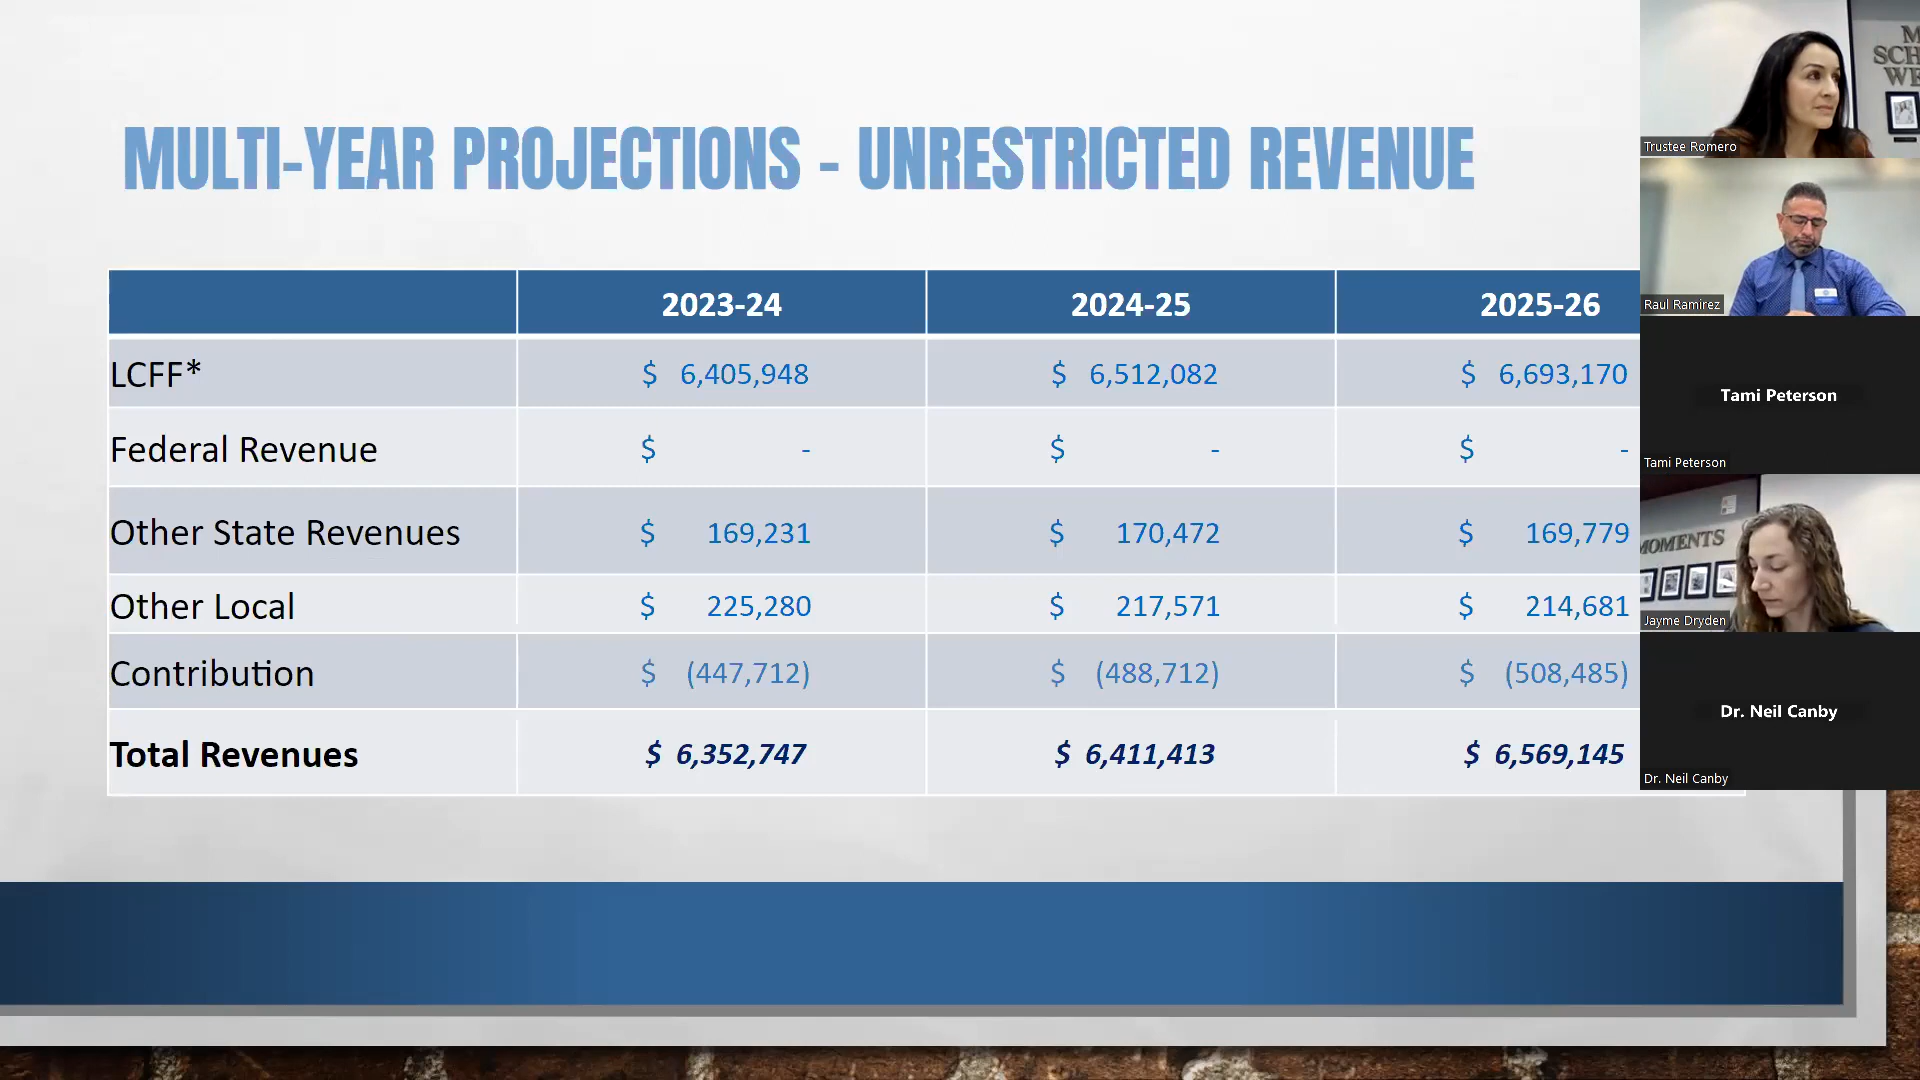 MULTI-YEAR PROJECTIONS - UNRESTRICTED REVENUE
2023-24 2024-25 2025-26
LCFF* $ 6,405,948 $ 6,512,082 $ 6,693,170
Federal Revenue $ - $ - $ -
Other State Revenues $ 169,231 $ 170,472 $ 169,779
Other Local $ 225,280 $ 217,571 $ 214,681
Contribution $ (447,712) $ (488,712) $ (508,485)
Total Revenues $ 6,352,747 $ 6,411,413 $ 6,569,145
Trustee Romero
Raul Ramirez
Tami Peterson
Tami Peterson
MOMENTS
Jayme Dryden
Dr. Neil Canby
Dr. Neil Canby